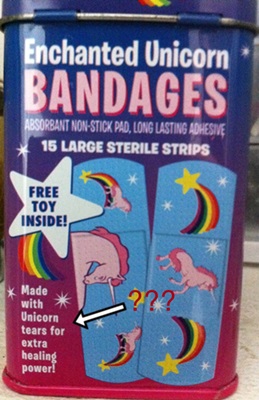 Enchanted Unicorn
BANDAGES
ABSORBANT NON-STICK PAD, LONG LASTING ADHESIVE
15 LARGE STERILE STRIPS
FREE
TOY
INSIDE!
Made
with
Unicorn
tears for
extra
healing
power!
???